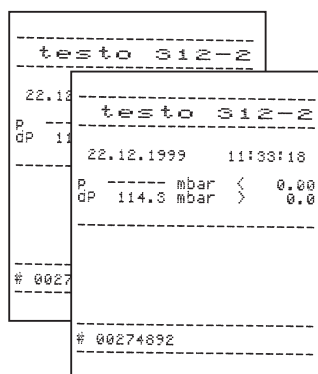 testo 312-2
22.12
P
dP 11
# 0027
testo 312-2
22.12.1999 11:33:18
P ------ mbar < 0.00
dP 114.3 mbar > 0.0
# 00274892